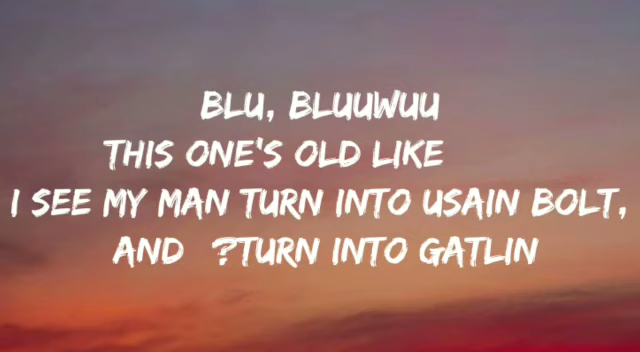 BLU, BLUUWUU
THIS ONE'S OLD LIKE
I SEE MY MAN TURN INTO USAIN BOLT,
AND ?TURN INTO GATLIN